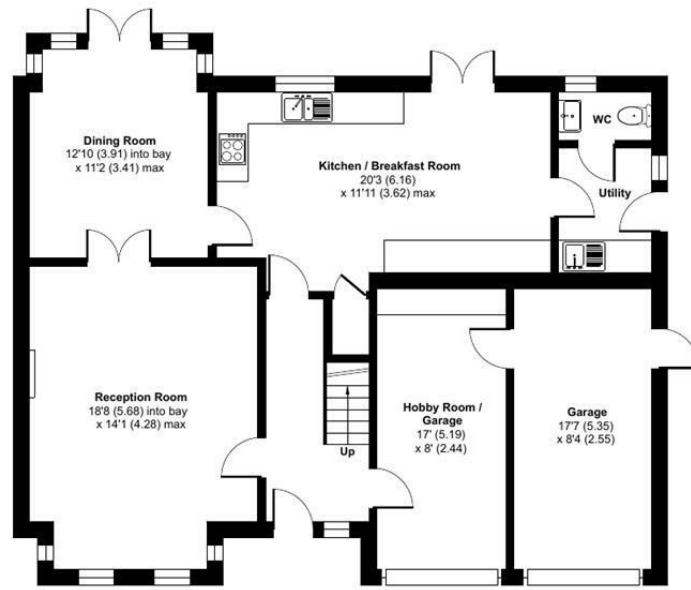 Dining Room
12'10 (3.91) into bay
x 11'2 (3.41) max
Kitchen / Breakfast Room
20'3 (6.16)
x 11'11 (3.62) max
WC
Utility
Reception Room
18'8 (5.68) into bay
x 14'1 (4.28) max
Up
Hobby Room /
Garage
17' (5.19)
x 8' (2.44)
Garage
17'7 (5.35)
x 8'4 (2.55)